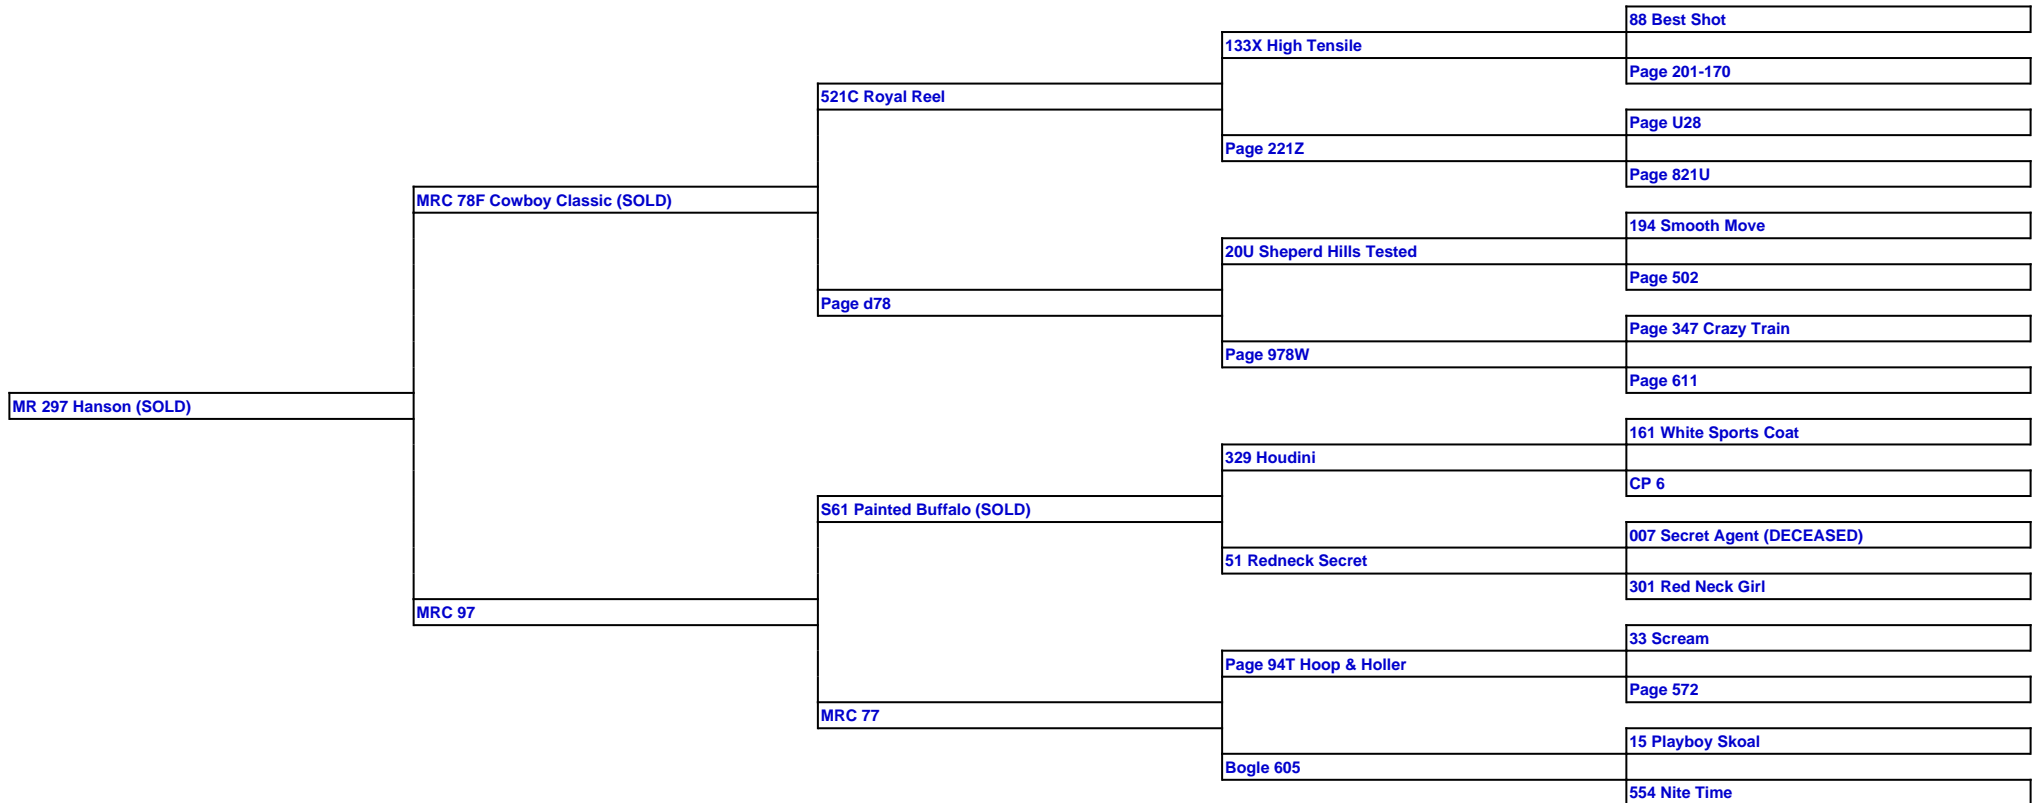 88 Best Shot
133X High Tensile
Page 201-170
521C Royal Reel
Page U28
Page 221Z
Page 821U
MRC 78F Cowboy Classic (SOLD)
194 Smooth Move
20U Sheperd Hills Tested
Page 502
Page d78
Page 347 Crazy Train
Page 978W
Page 611
MR 297 Hanson (SOLD)
161 White Sports Coat
329 Houdini
CP 6
S61 Painted Buffalo (SOLD)
007 Secret Agent (DECEASED)
51 Redneck Secret
301 Red Neck Girl
MRC 97
33 Scream
Page 94T Hoop & Holler
Page 572
MRC 77
15 Playboy Skoal
Bogle 605
554 Nite Time